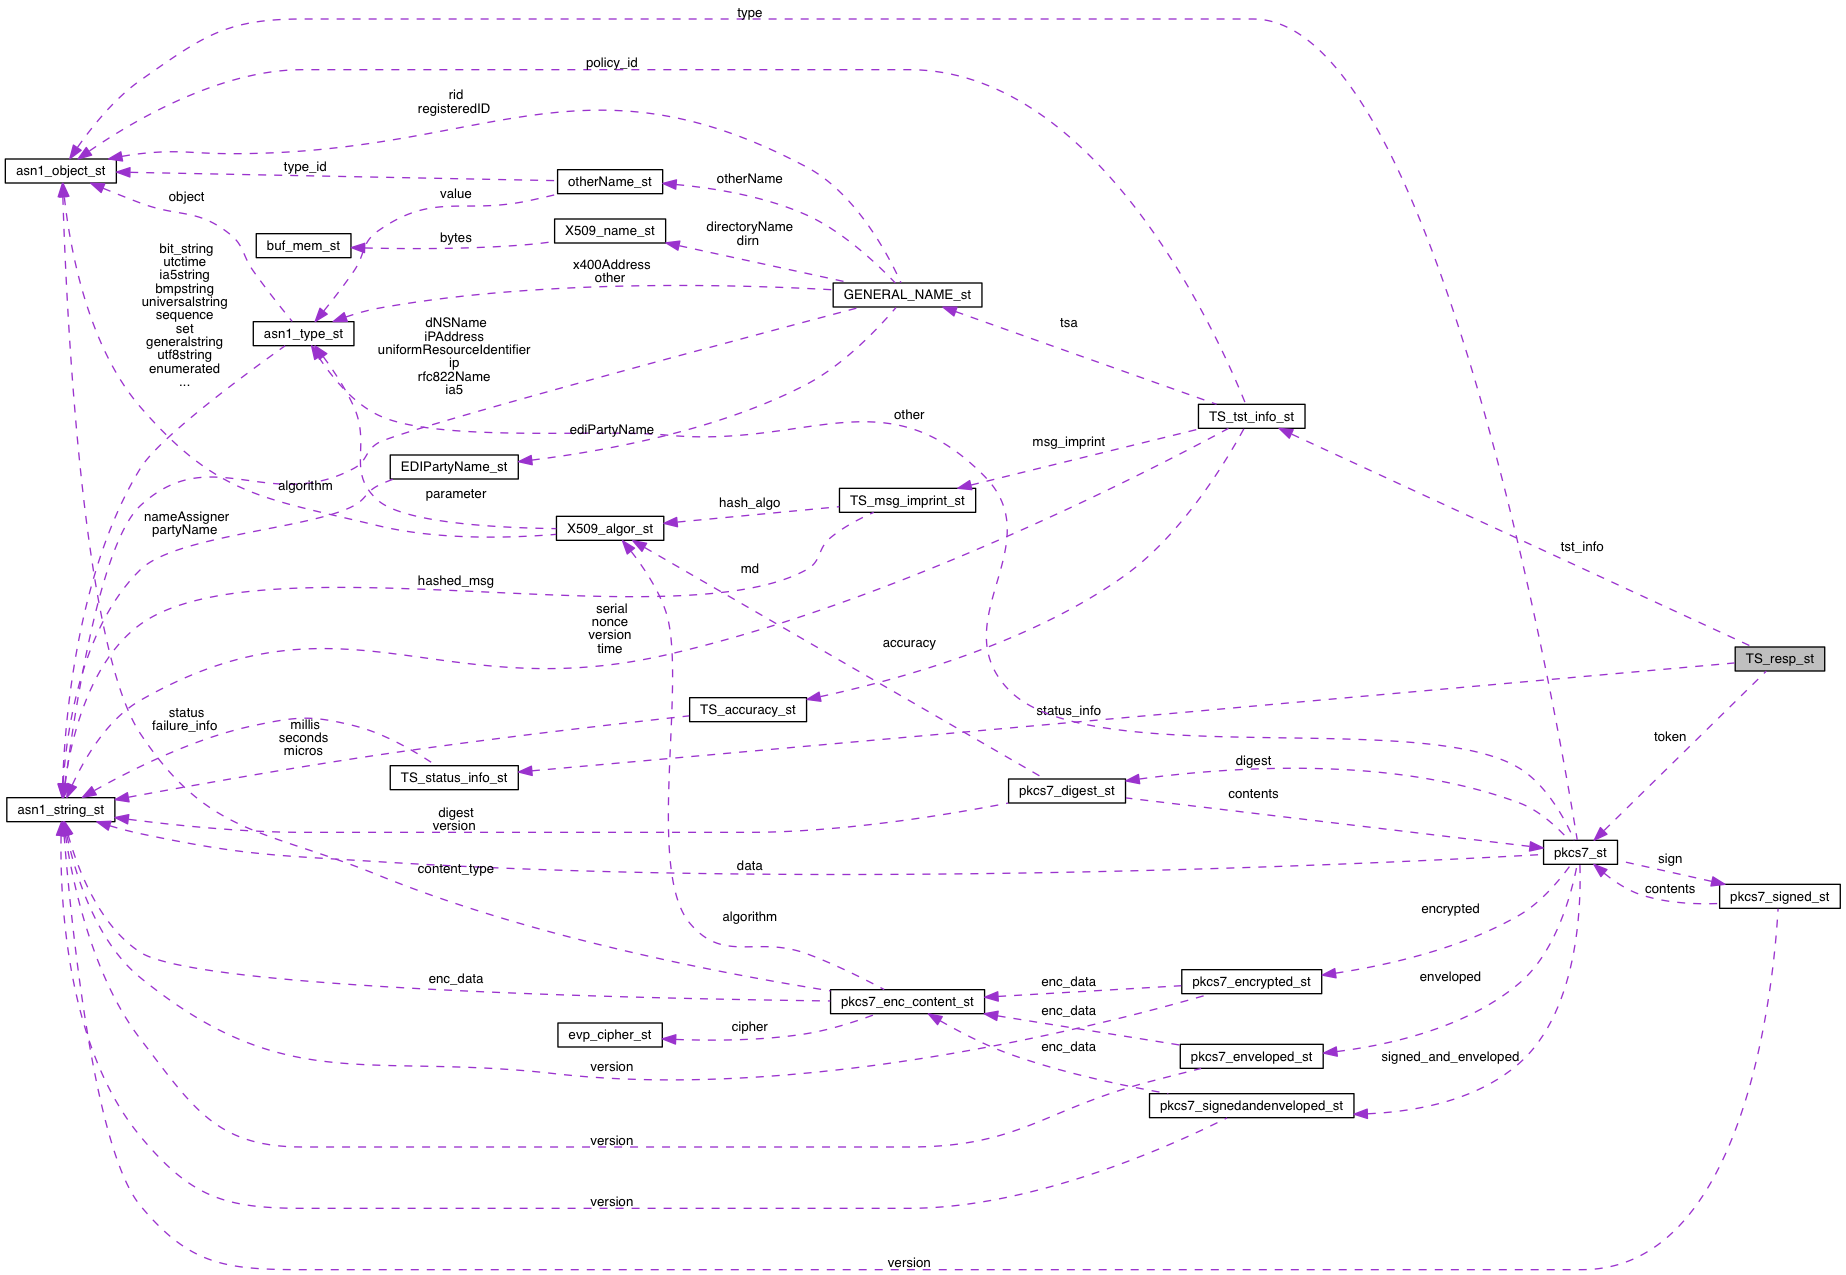 type
policy_id
rid
registeredID
asn1_object_st
type_id
otherName_st
otherName
object
value
buf_mem_st
bytes
X509_name_st
directoryName
dirn
bit_string
utctime
ia5string
bmpstring
universalstring
sequence
set
generalstring
utf8string
enumerated
...
x400Address
other
GENERAL_NAME_st
asn1_type_st
dNSName
iPAddress
uniformResourceIdentifier
ip
rfc822Name
ia5
tsa
TS_tst_info_st
ediPartyName
other
msg_imprint
EDIPartyName_st
algorithm
parameter
hash_algo
TS_msg_imprint_st
nameAssigner
partyName
X509_algor_st
tst_info
hashed_msg
md
serial
nonce
version
time
accuracy
TS_resp_st
status
failure_info
millis
seconds
micros
TS_accuracy_st
status_info
token
TS_status_info_st
digest
pkcs7_digest_st
contents
asn1_string_st
digest
version
pkcs7_st
content_type
data
sign
contents
pkcs7_signed_st
algorithm
encrypted
enc_data
pkcs7_enc_content_st
enc_data
pkcs7_encrypted_st
enveloped
evp_cipher_st
cipher
enc_data
version
enc_data
pkcs7_enveloped_st
signed_and_enveloped
pkcs7_signedandenveloped_st
version
version
version